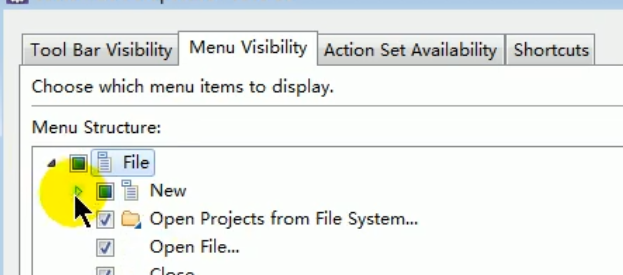 Tool Bar Visibility Menu Visibility Action Set Availability Shortcuts
Choose which menu items to display.
Menu Structure:
File
New
Open Projects from File System...
Open File...
Close